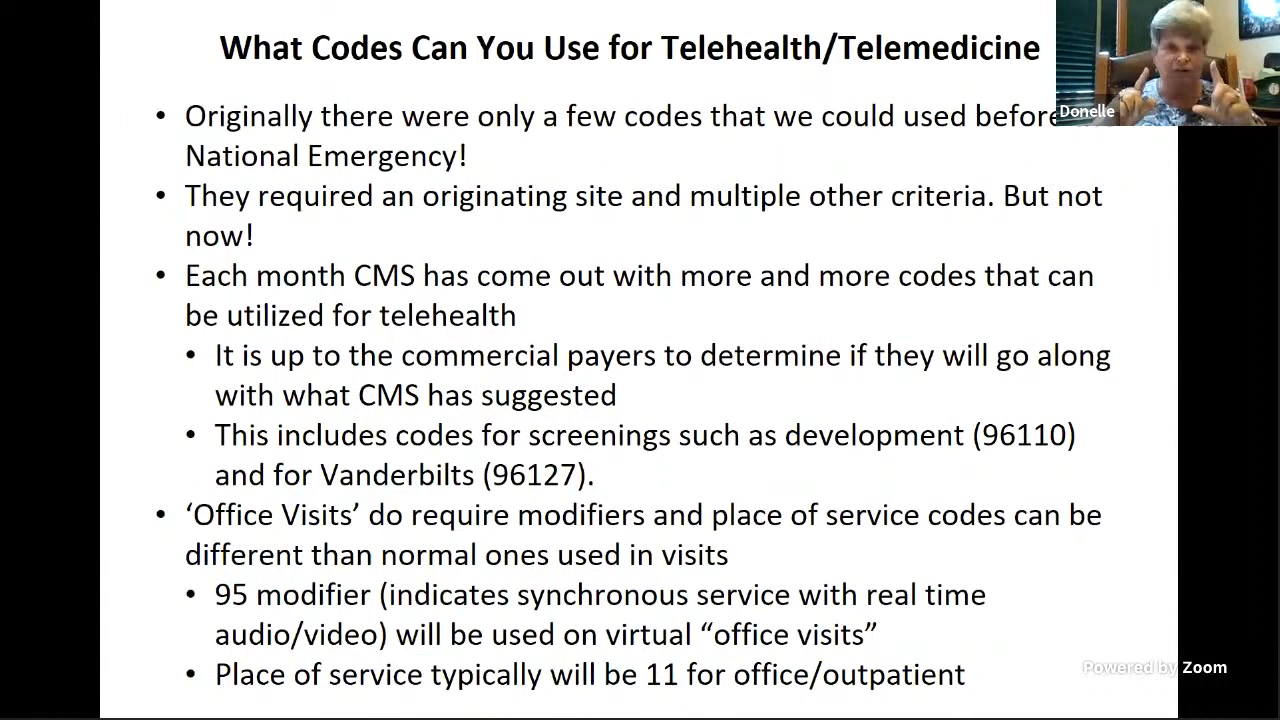 What Codes Can You Use for Telehealth/Telemedicine
• Originally there were only a few codes that we could used before
National Emergency!
• They required an originating site and multiple other criteria. But not
now!
• Each month CMS has come out with more and more codes that can
be utilized for telehealth
• It is up to the commercial payers to determine if they will go along
with what CMS has suggested
• This includes codes for screenings such as development (96110)
and for Vanderbilts (96127).
• ‘Office Visits’ do require modifiers and place of service codes can be
different than normal ones used in visits
• 95 modifier (indicates synchronous service with real time
audio/video) will be used on virtual “office visits”
• Place of service typically will be 11 for office/outpatient
Donelle
Powered by Zoom